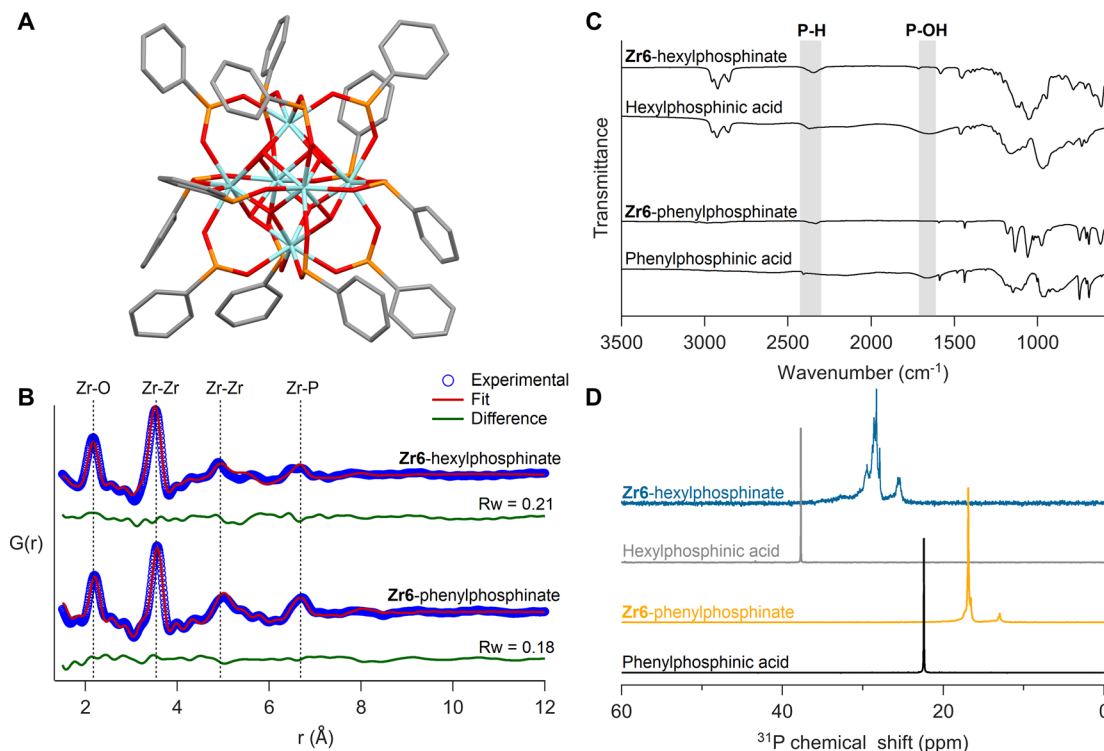 A
B
Zr-O
Zr-Zr
Zr-Zr
Zr-P
Experimental
Fit
Difference
Zr6-hexylphosphinate
Rw = 0.21
G(r)
Zr6-phenylphosphinate
Rw = 0.18
2
4
6
8
10
12
r (Å)
C
P-H
P-OH
Zr6-hexylphosphinate
Hexylphosphinic acid
Transmittance
Zr6-phenylphosphinate
Phenylphosphinic acid
3500
3000
2500
2000
1500
1000
Wavenumber (cm⁻¹)
D
Zr6-hexylphosphinate
Hexylphosphinic acid
Zr6-phenylphosphinate
Phenylphosphinic acid
60
40
20
0
³¹P chemical shift (ppm)